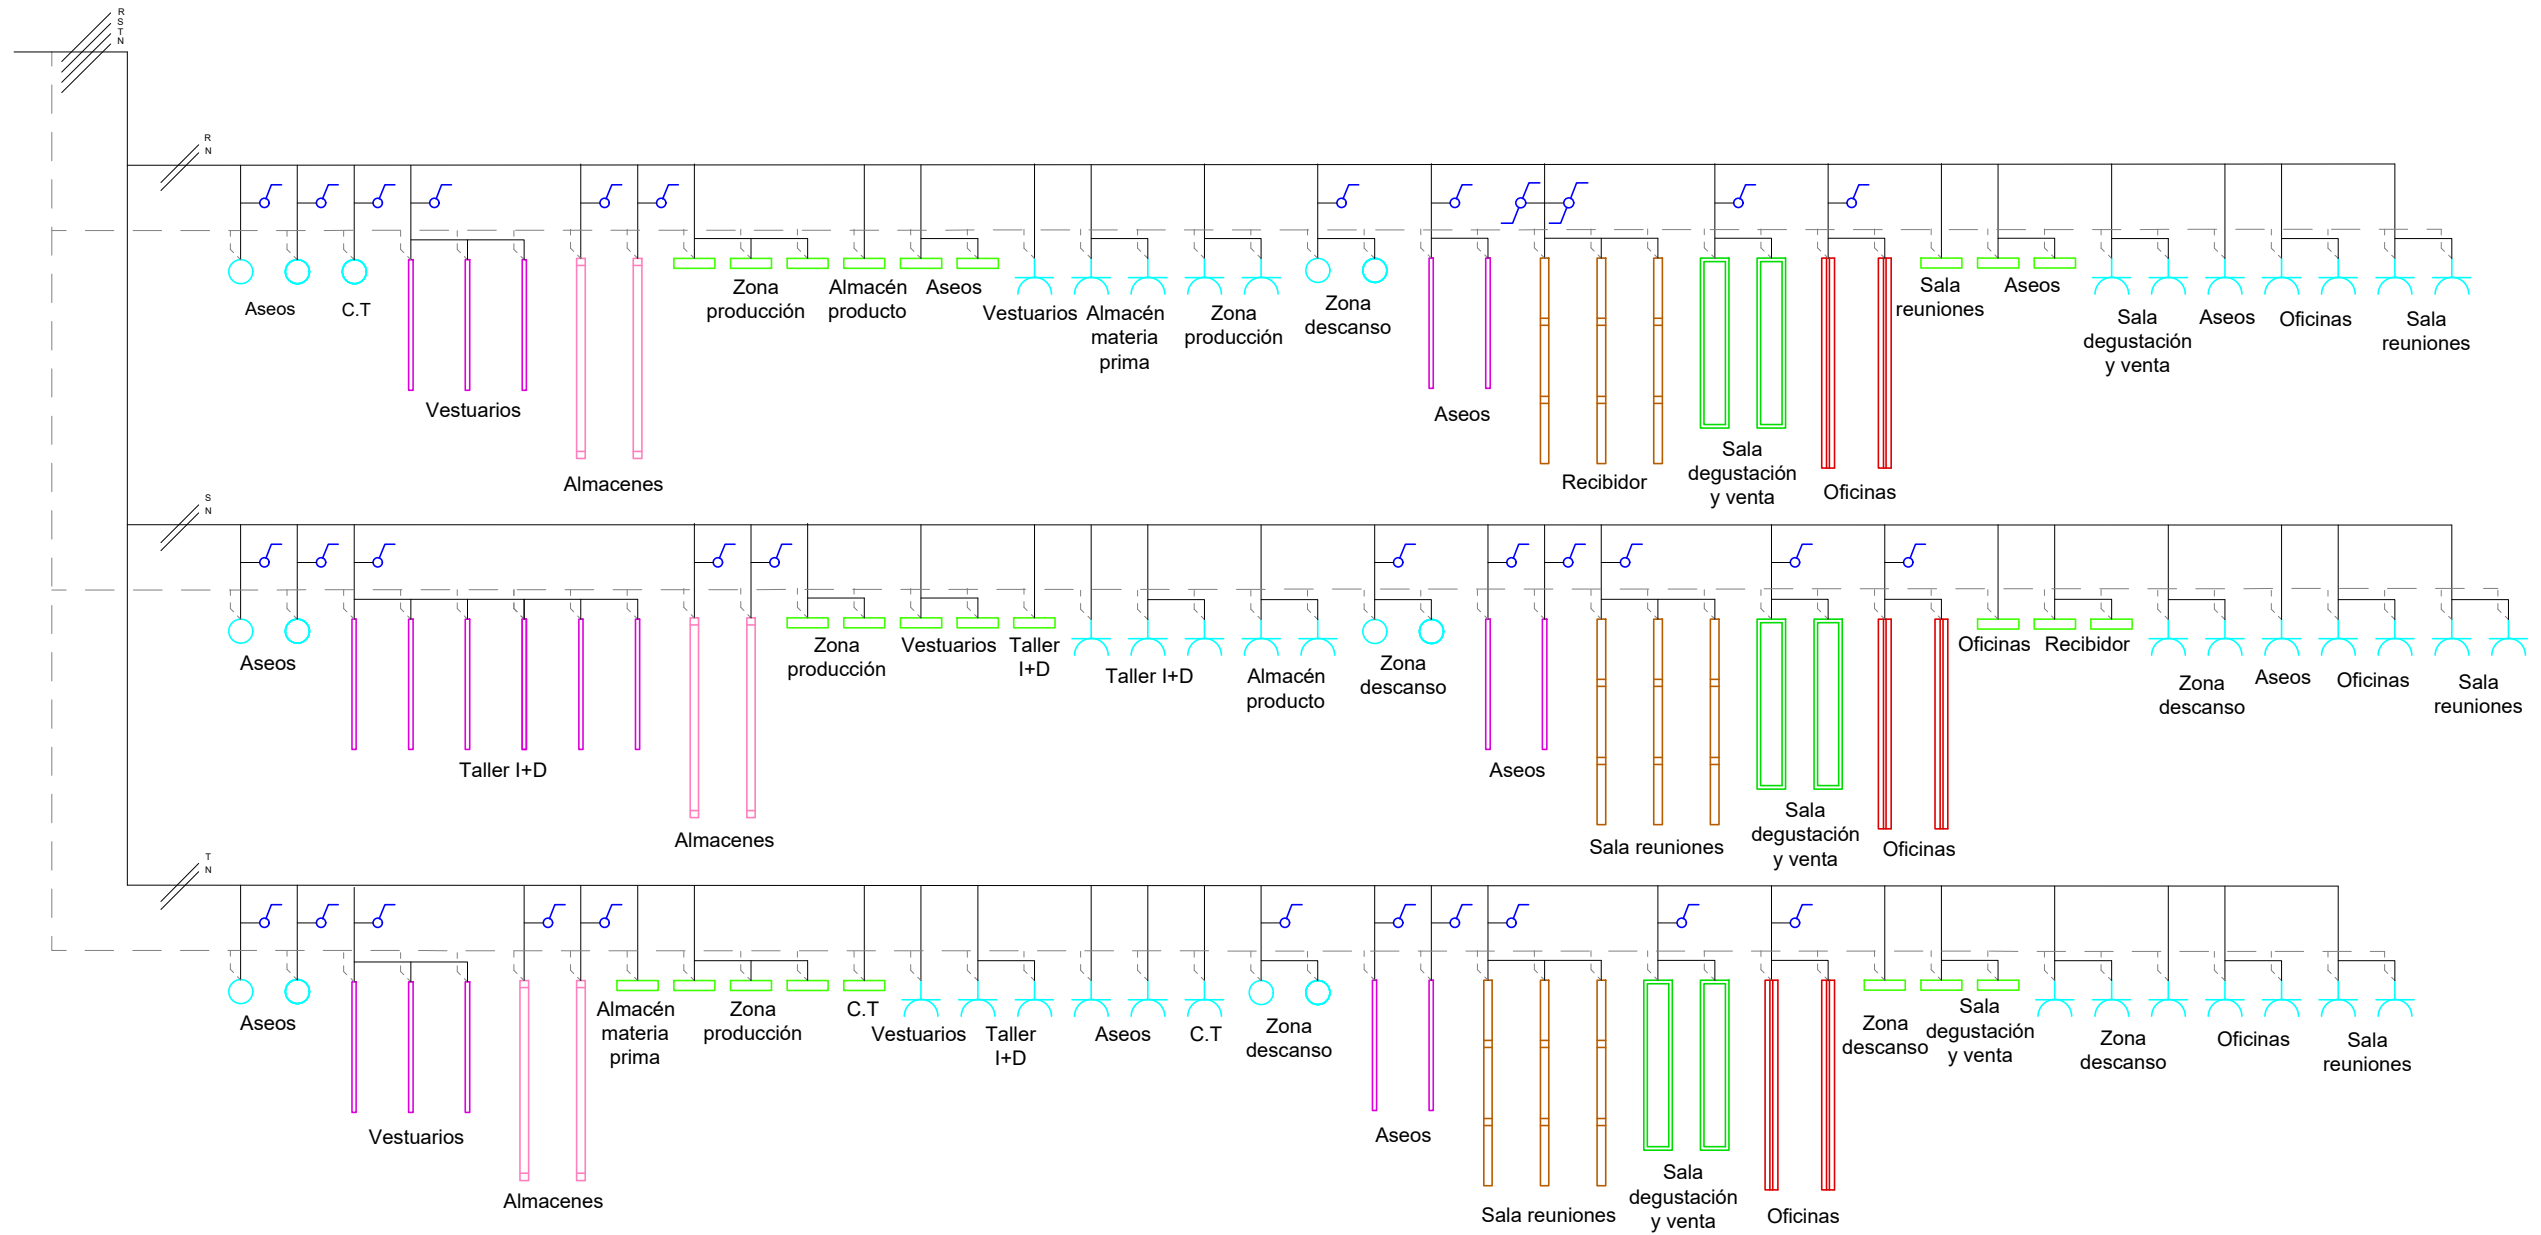 R
S
T
N
R
N
Aseos
C.T
Vestuarios
Almacenes
Zona
producción
Almacén
producto
Aseos
Vestuarios
Almacén
materia
prima
Zona
producción
Zona
descanso
Aseos
Recibidor
Sala
degustación
y venta
Oficinas
Sala
reuniones
Aseos
Sala
degustación
y venta
Aseos
Oficinas
Sala
reuniones
S
N
Aseos
Taller I+D
Almacenes
Zona
producción
Vestuarios
Taller
I+D
Taller I+D
Almacén
producto
Zona
descanso
Aseos
Sala reuniones
Sala
degustación
y venta
Oficinas
Oficinas
Recibidor
Zona
descanso
Aseos
Oficinas
Sala
reuniones
T
N
Aseos
Vestuarios
Almacenes
Almacén
materia
prima
Zona
producción
C.T
Vestuarios
Taller
I+D
Aseos
C.T
Zona
descanso
Aseos
Sala reuniones
Sala
degustación
y venta
Oficinas
Zona
descanso
Sala
degustación
y venta
Zona
descanso
Oficinas
Sala
reuniones